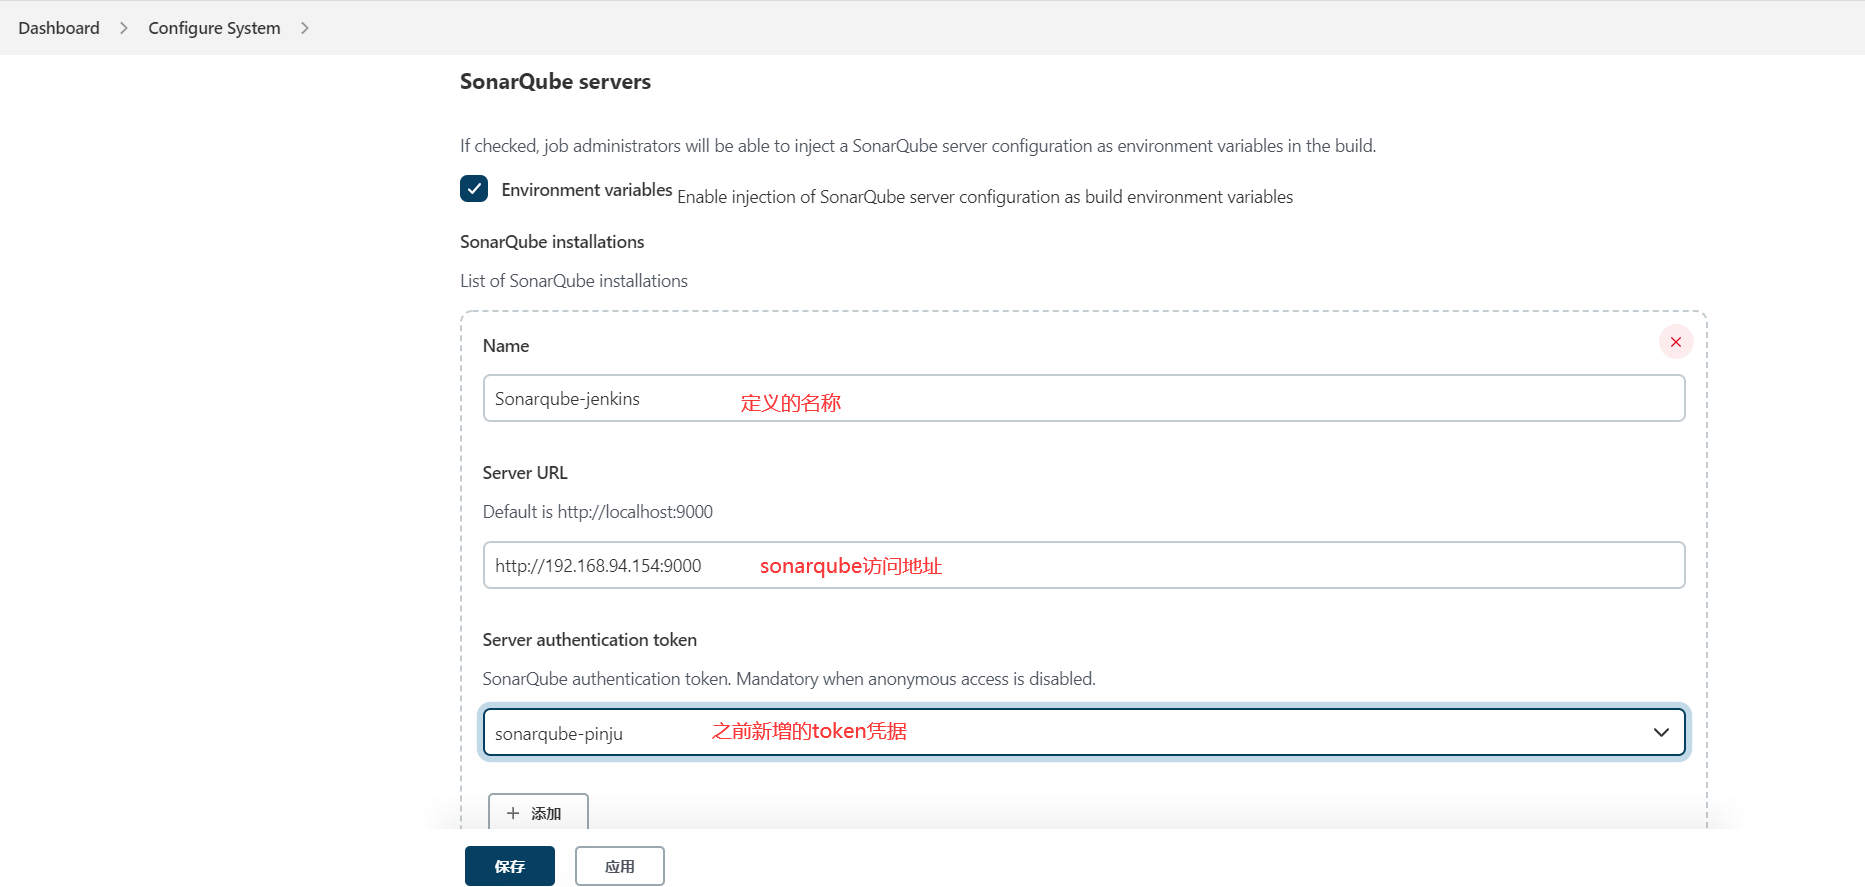 Dashboard > Configure System >
SonarQube servers
If checked, job administrators will be able to inject a SonarQube server configuration as environment variables in the build.
Environment variables Enable injection of SonarQube server configuration as build environment variables
SonarQube installations
List of SonarQube installations
Name
Sonarqube-jenkins 定义的名称
Server URL
Default is http://localhost:9000
http://192.168.94.154:9000 sonarqube访问地址
Server authentication token
SonarQube authentication token. Mandatory when anonymous access is disabled.
sonarqube-pinju 之前新增的token凭据
+ 添加
保存 应用